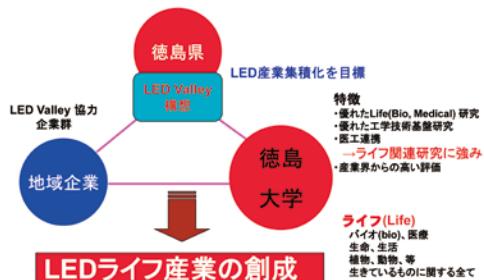 徳島県
LED Valley
構想
LED産業集積化を目標
LED Valley 協力
企業群
地域企業
徳島
大学
特徴
・優れたLife(Bio, Medical) 研究
・優れた工学技術基盤研究
・医工連携
→ライフ関連研究に強み
・産業界からの高い評価
ライフ(Life)
バイオ(bio)、医療
生命、生活
植物、動物、等
生きているものに関する全て
LEDライフ産業の創成